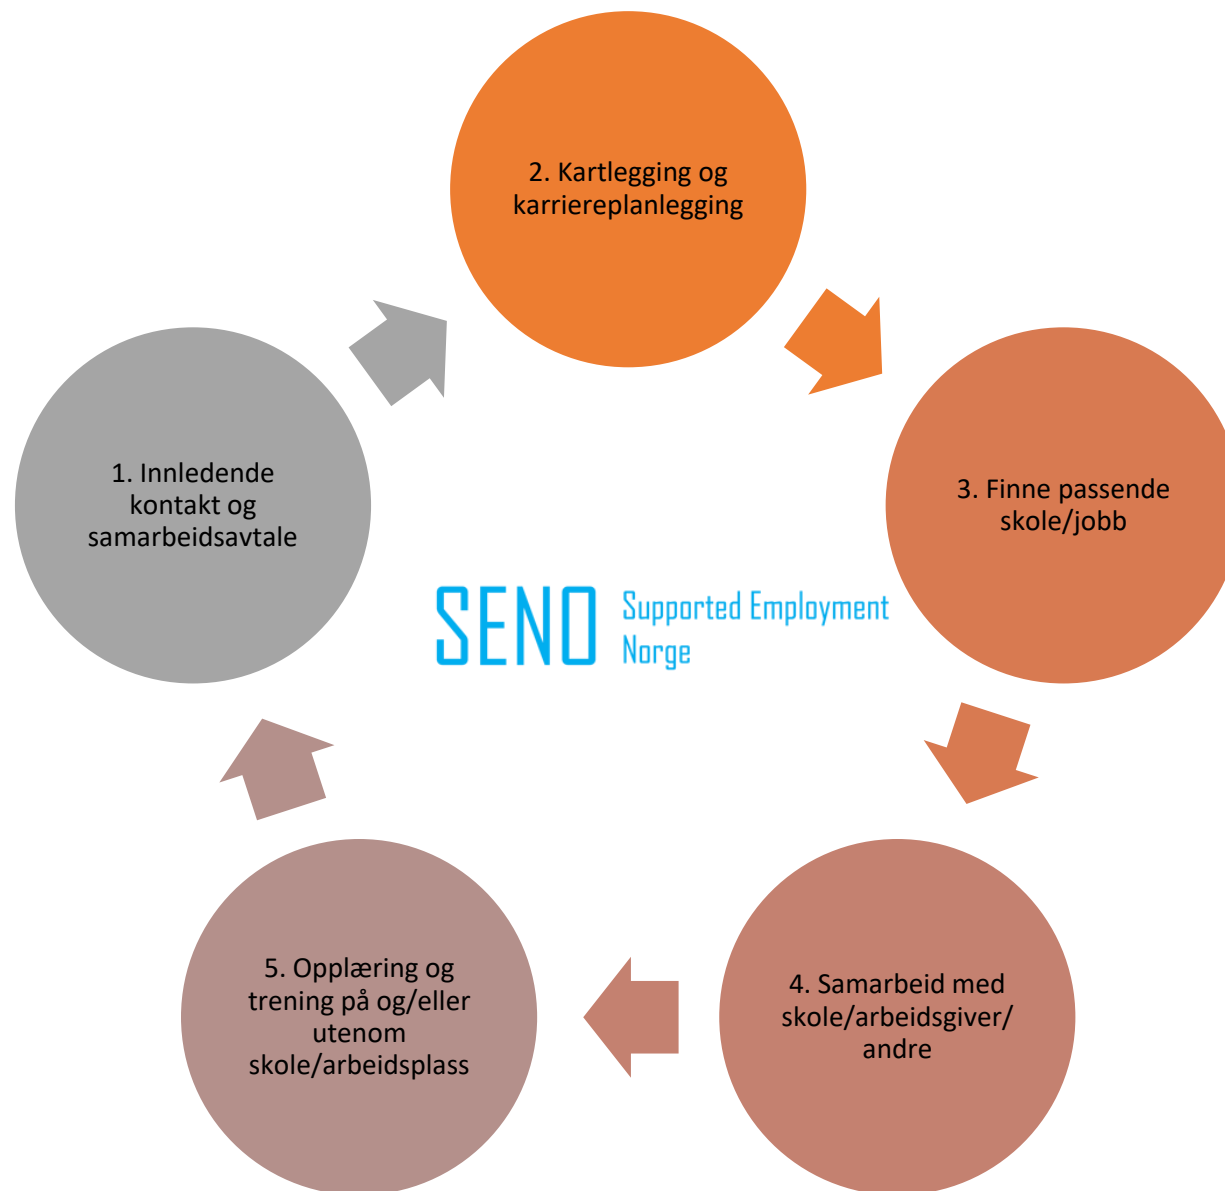 1. Innledende
kontakt og
samarbeidsavtale
2. Kartlegging og
karriereplanlegging
3. Finne passende
skole/jobb
4. Samarbeid med
skole/arbeidsgiver/
andre
5. Opplæring og
trening på og/eller
utenom
skole/arbeidsplass
SENO
Supported Employment
Norge